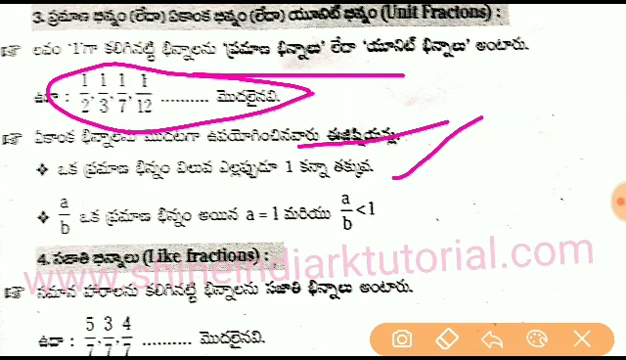 3. ప్రమాణ భిన్నం (లేదా) ఏకాంక భిన్నం (లేదా) యూనిట్ భిన్నం (Unit Fractons) :
☞ లవం '1'గా కలిగినట్టి భిన్నాలను 'ప్రమాణ భిన్నాలు' లేదా 'యూనిట్ భిన్నాలు' అంటారు.
ఉదా : 1/2, 1/3, 1/7, 1/12 .......... మొదలైనవి.
☞ ఏకాంక భిన్నాలను మొదటగా ఉపయోగించినవారు ఈజిప్షియన్లు.
❖ ఒక ప్రమాణ భిన్నం విలువ ఎల్లప్పుడూ 1 కన్నా తక్కువ.
❖ a/b ఒక ప్రమాణ భిన్నం అయిన a = 1 మరియు a/b < 1
4. సజాతి భిన్నాలు (Like fractions) :
www.shineindiarktutorial.com
☞ సమాన హారాలను కలిగినట్టి భిన్నాలను సజాతి భిన్నాలు అంటారు.
ఉదా : 5/7, 3/7, 4/7 .......... మొదలైనవి.